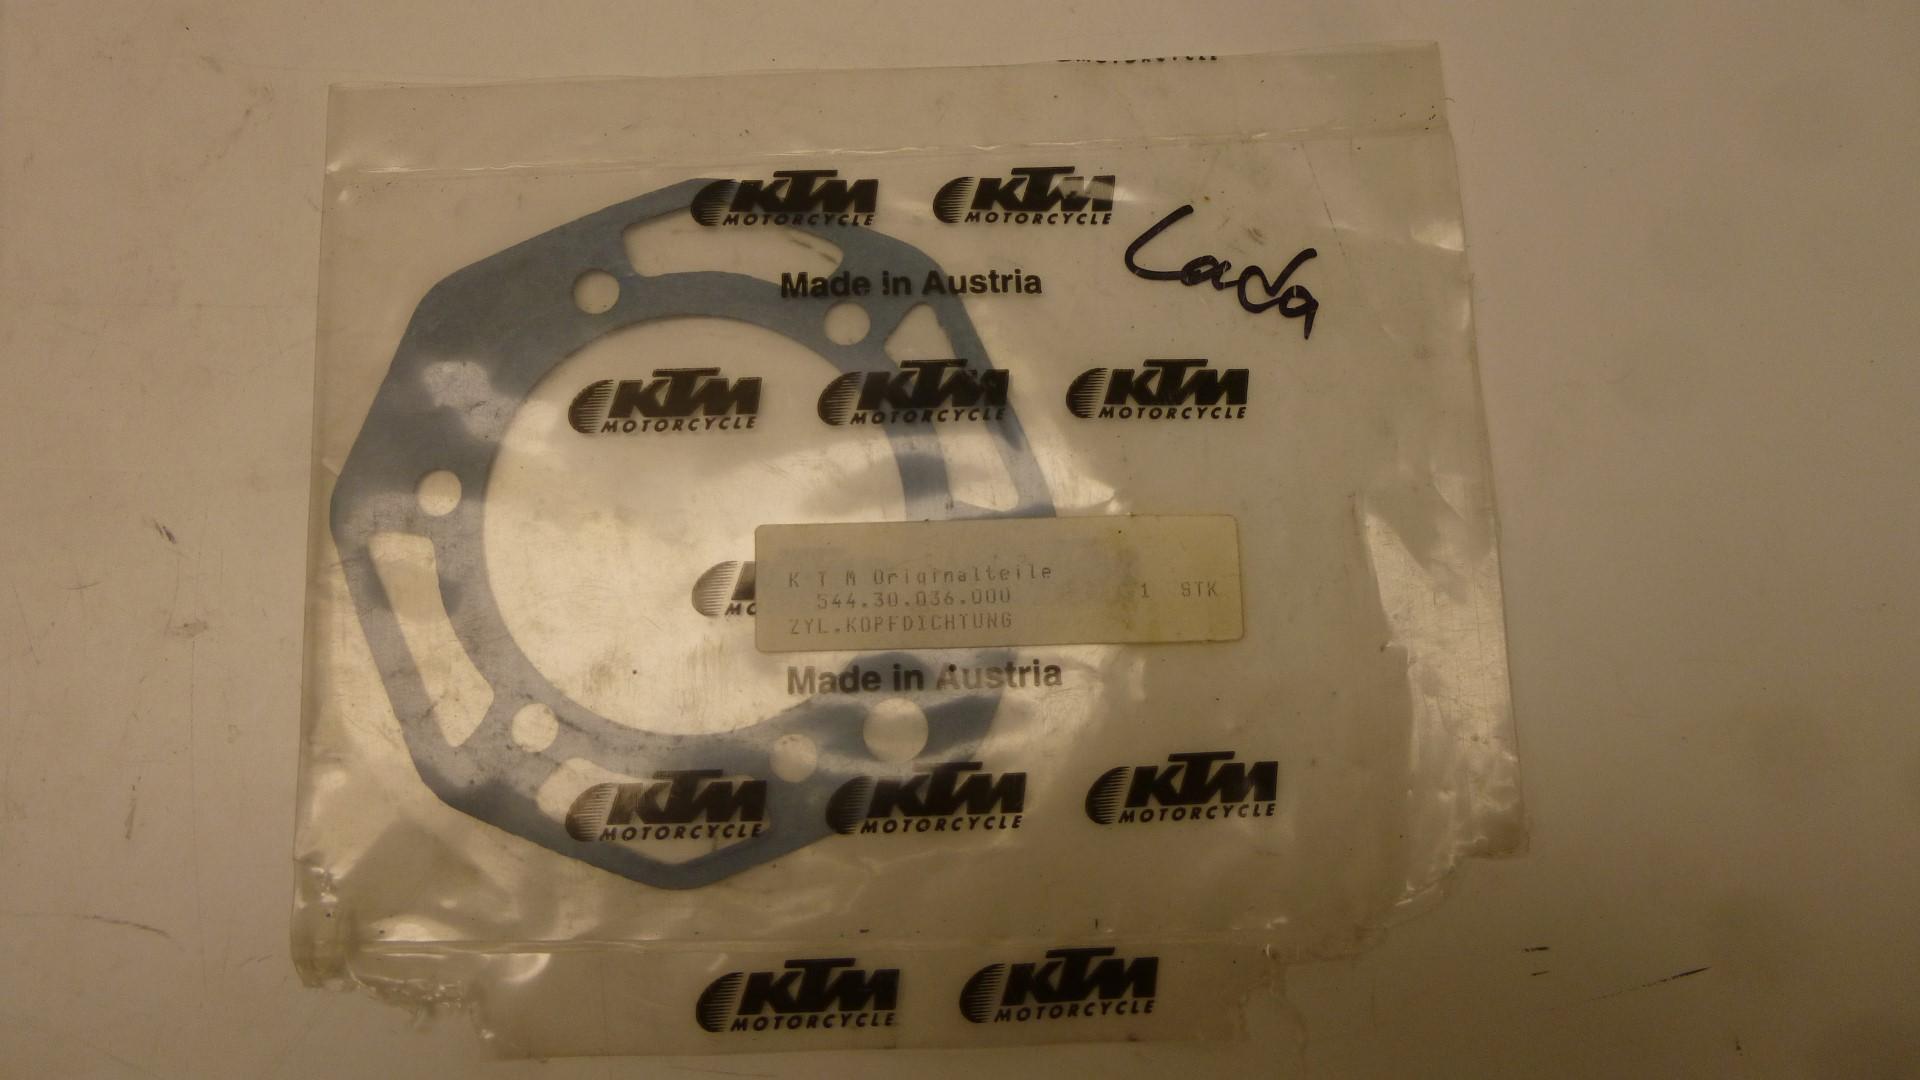 MOTORCYCLE
KTM MOTORCYCLE KTM MOTORCYCLE
Lada
Made in Austria
KTM MOTORCYCLE KTM MOTORCYCLE KTM MOTORCYCLE
K T M Originalteile
544.30.036.000 1 STK
ZYL.KOPFDICHTUNG
Made in Austria
KTM MOTORCYCLE KTM MOTORCYCLE KTM MOTORCYCLE
KTM MOTORCYCLE KTM MOTORCYCLE